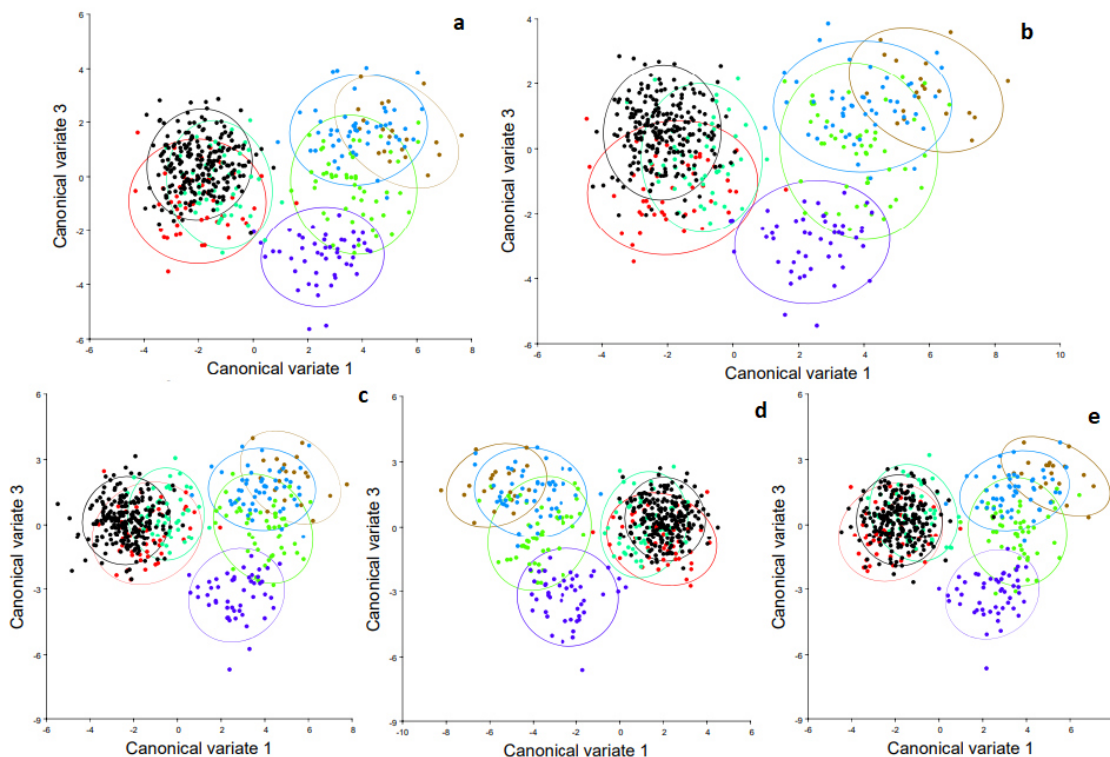 a
4
2
0
-2
-4
-6
Canonical variate 3
-6 -4 -2 0 2 4 6 8
Canonical variate 1
b
4
2
0
-2
-4
-6
Canonical variate 3
-6 -4 -2 0 2 4 6 8 10
Canonical variate 1
c
6
3
0
-3
-6
-9
Canonical variate 3
-6 -4 -2 0 2 4 6 8
Canonical variate 1
d
6
3
0
-3
-6
-9
Canonical variate 3
-10 -8 -6 -4 -2 0 2 4 6
Canonical variate 1
e
6
3
0
-3
-6
-9
Canonical variate 3
-6 -4 -2 0 2 4 6
Canonical variate 1